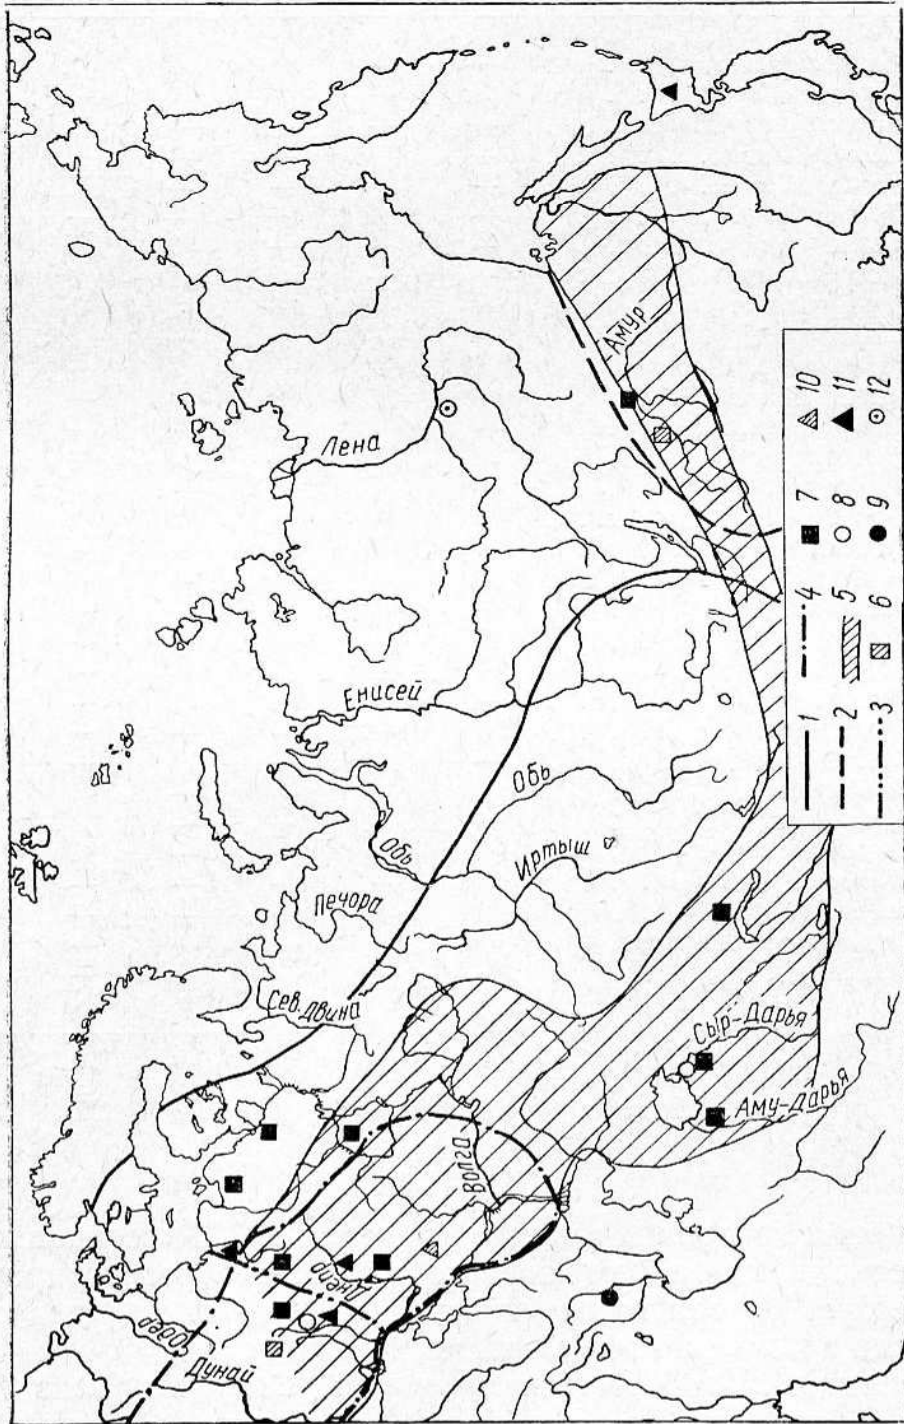 Лена
Амур
Енисей
Обь
Обь
Иртыш
Печора
Сев. Двина
Сыр-Дарья
Аму-Дарья
Волга
Днепр
Одер
Дунай
1
2
3
4
5
6
7
8
9
10
11
12